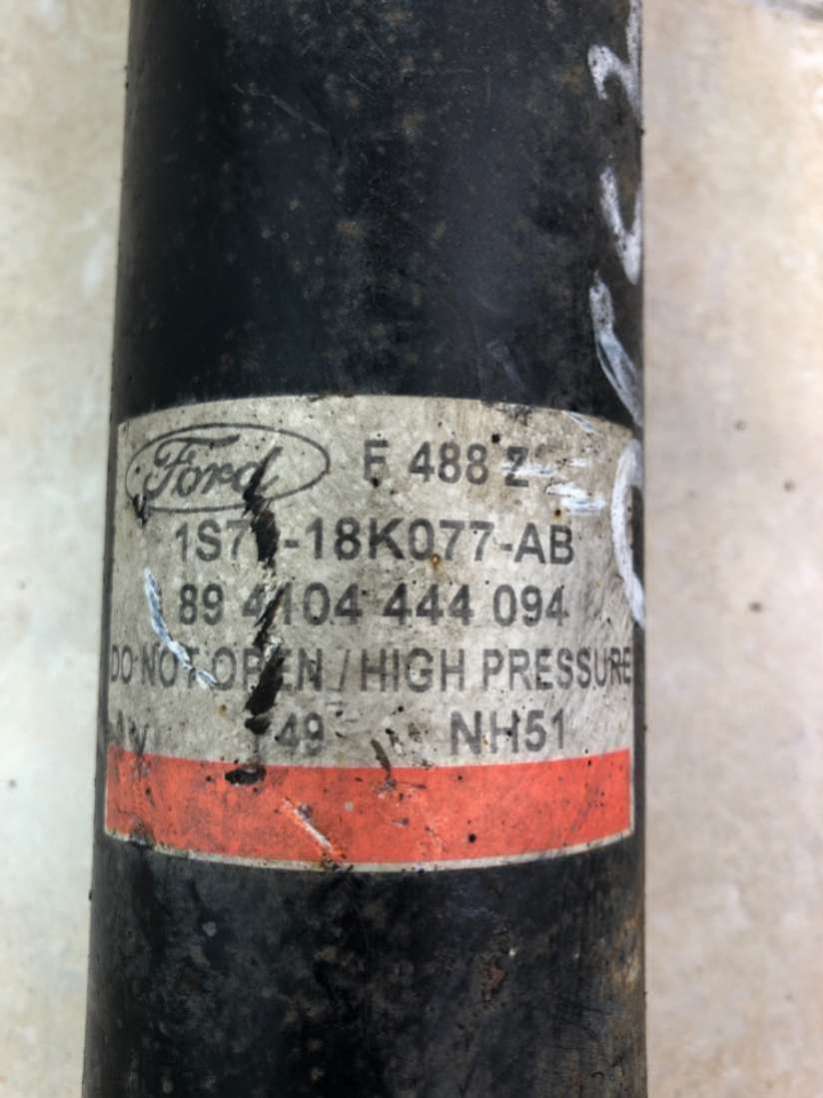 Ford F 488 Z
-18K077-AB
89 4104 444 094
DO NOT OPEN / HIGH PRESSURE
49 NH51